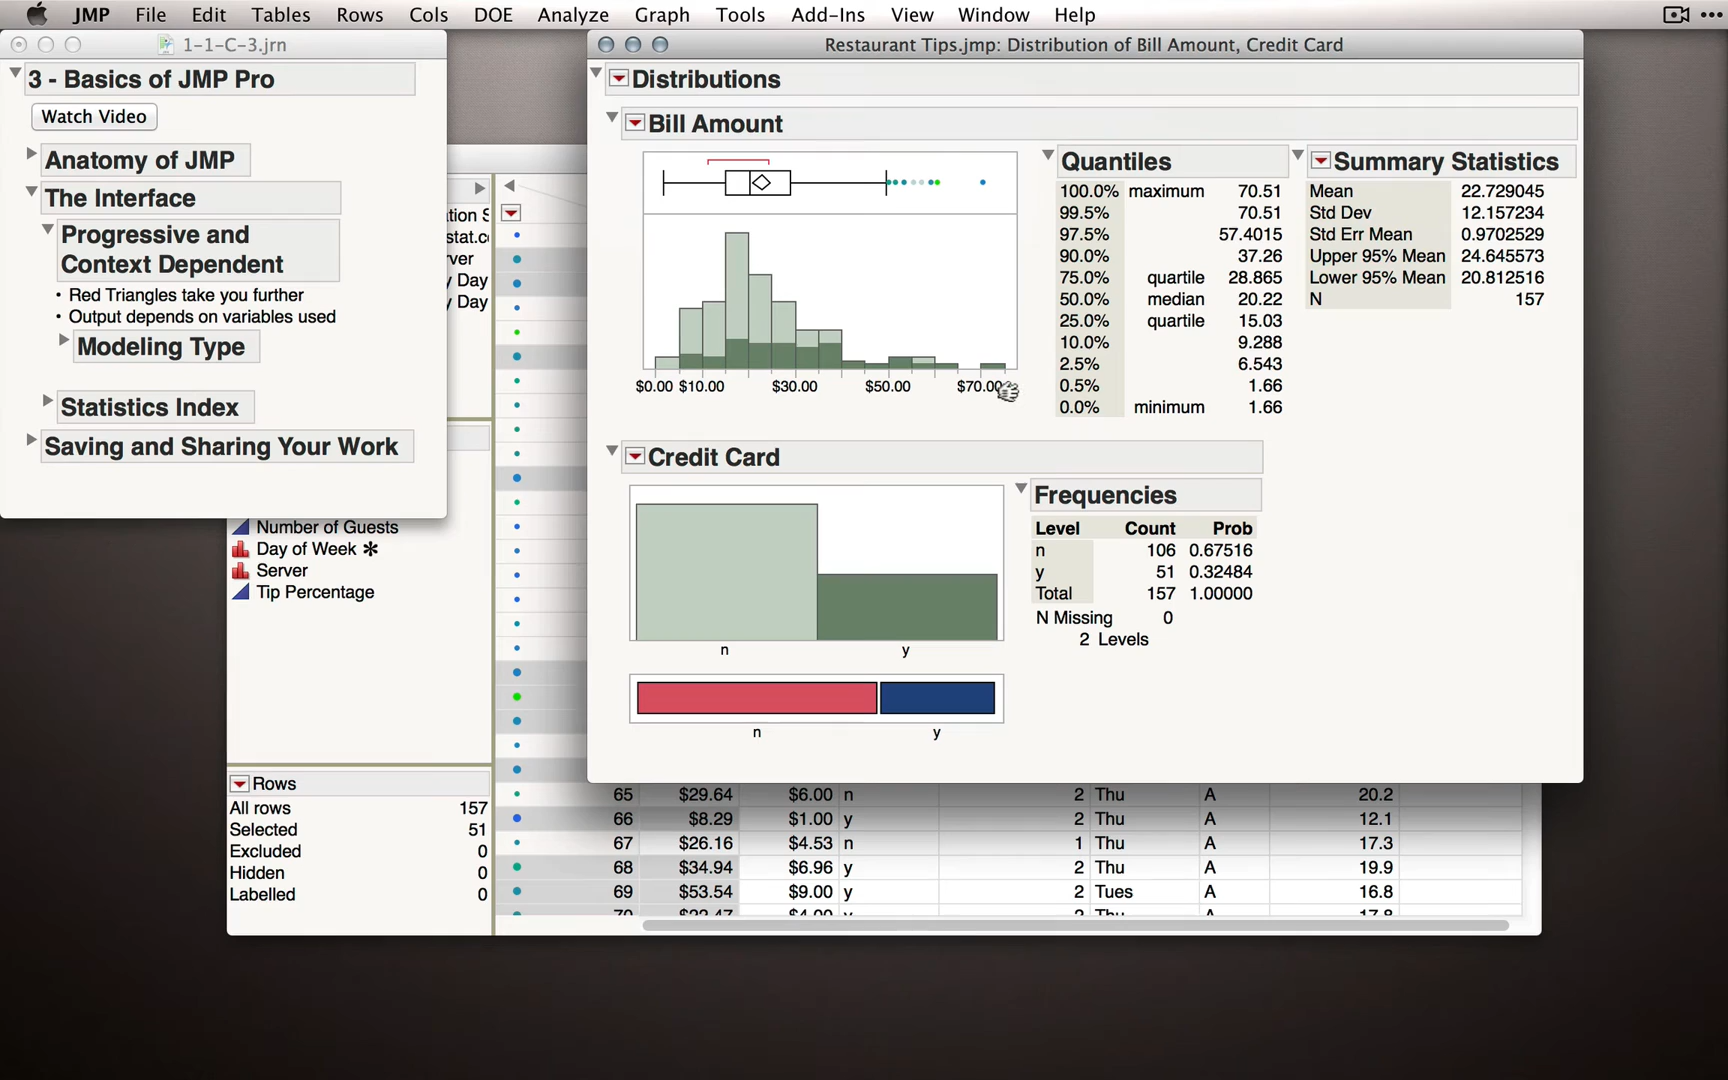 JMP File Edit Tables Rows Cols DOE Analyze Graph Tools Add-Ins View Window Help
1-1-C-3.jrn
3 - Basics of JMP Pro
Watch Video
Anatomy of JMP
The Interface
Progressive and
Context Dependent
• Red Triangles take you further
• Output depends on variables used
Modeling Type
Statistics Index
Saving and Sharing Your Work
Number of Guests
Day of Week ✻
Server
Tip Percentage
Rows
All rows 157
Selected 51
Excluded 0
Hidden 0
Labelled 0
Restaurant Tips.jmp: Distribution of Bill Amount, Credit Card
Distributions
Bill Amount
$0.00 $10.00 $30.00 $50.00 $70.00
Quantiles
100.0% maximum 70.51
99.5% 70.51
97.5% 57.4015
90.0% 37.26
75.0% quartile 28.865
50.0% median 20.22
25.0% quartile 15.03
10.0% 9.288
2.5% 6.543
0.5% 1.66
0.0% minimum 1.66
Summary Statistics
Mean 22.729045
Std Dev 12.157234
Std Err Mean 0.9702529
Upper 95% Mean 24.645573
Lower 95% Mean 20.812516
N 157
Credit Card
n y
n y
Frequencies
Level Count Prob
n 106 0.67516
y 51 0.32484
Total 157 1.00000
N Missing 0
2 Levels
65 $29.64 $6.00 n 2 Thu A 20.2
66 $8.29 $1.00 y 2 Thu A 12.1
67 $26.16 $4.53 n 1 Thu A 17.3
68 $34.94 $6.96 y 2 Thu A 19.9
69 $53.54 $9.00 y 2 Tues A 16.8